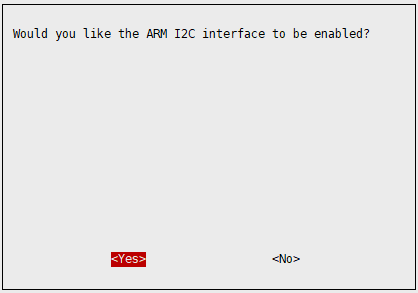 Would you like the ARM I2C interface to be enabled?
<Yes> <No>